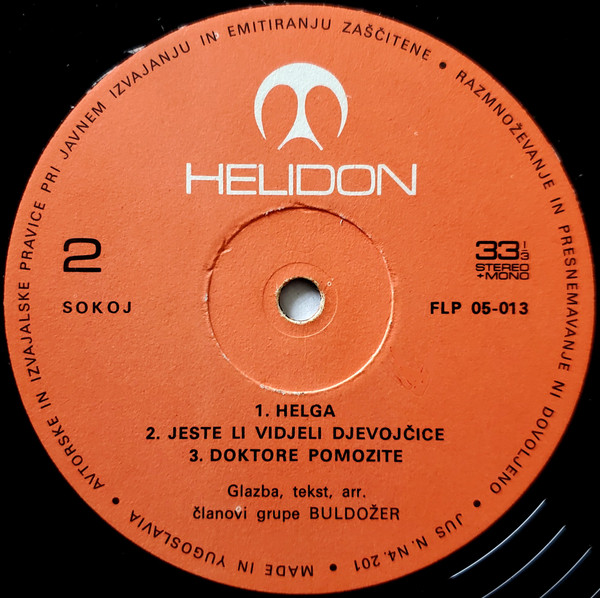 AVTORSKE IN IZVAJALSKE PRAVICE PRI JAVNEM IZVAJANJU IN EMITIRANJU ZAŠČITENE • RAZMNOŽEVANJE IN PRESNEMAVANJE NI DOVOLJENO • JUS N. N4. 201 • MADE IN YUGOSLAVIA •
HELIDON
2
SOKOJ
33 1/3
STEREO
+MONO
FLP 05-013
1. HELGA
2. JESTE LI VIDJELI DJEVOJČICE
3. DOKTORE POMOZITE
Glazba, tekst, arr.
članovi grupe BULDOŽER